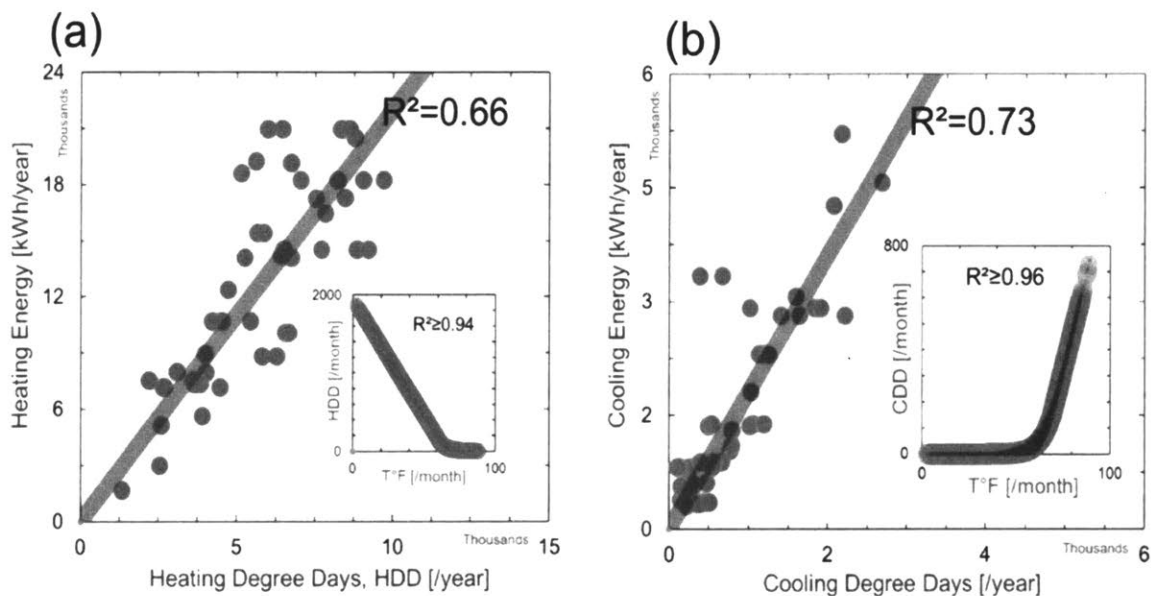 (a)
24
Thousands
R²=0.66
18
Heating Energy [kWh/year]
12
6
0
2000
R²≥0.94
HDD [/month]
0
0
100
T°F [/month]
0
5
10
Thousands
15
Heating Degree Days, HDD [/year]
(b)
6
Thousands
R²=0.73
5
Cooling Energy [kWh/year]
3
2
0
800
R²≥0.96
CDD [/month]
0
0
100
T°F [/month]
0
2
4
Thousands
6
Cooling Degree Days [/year]